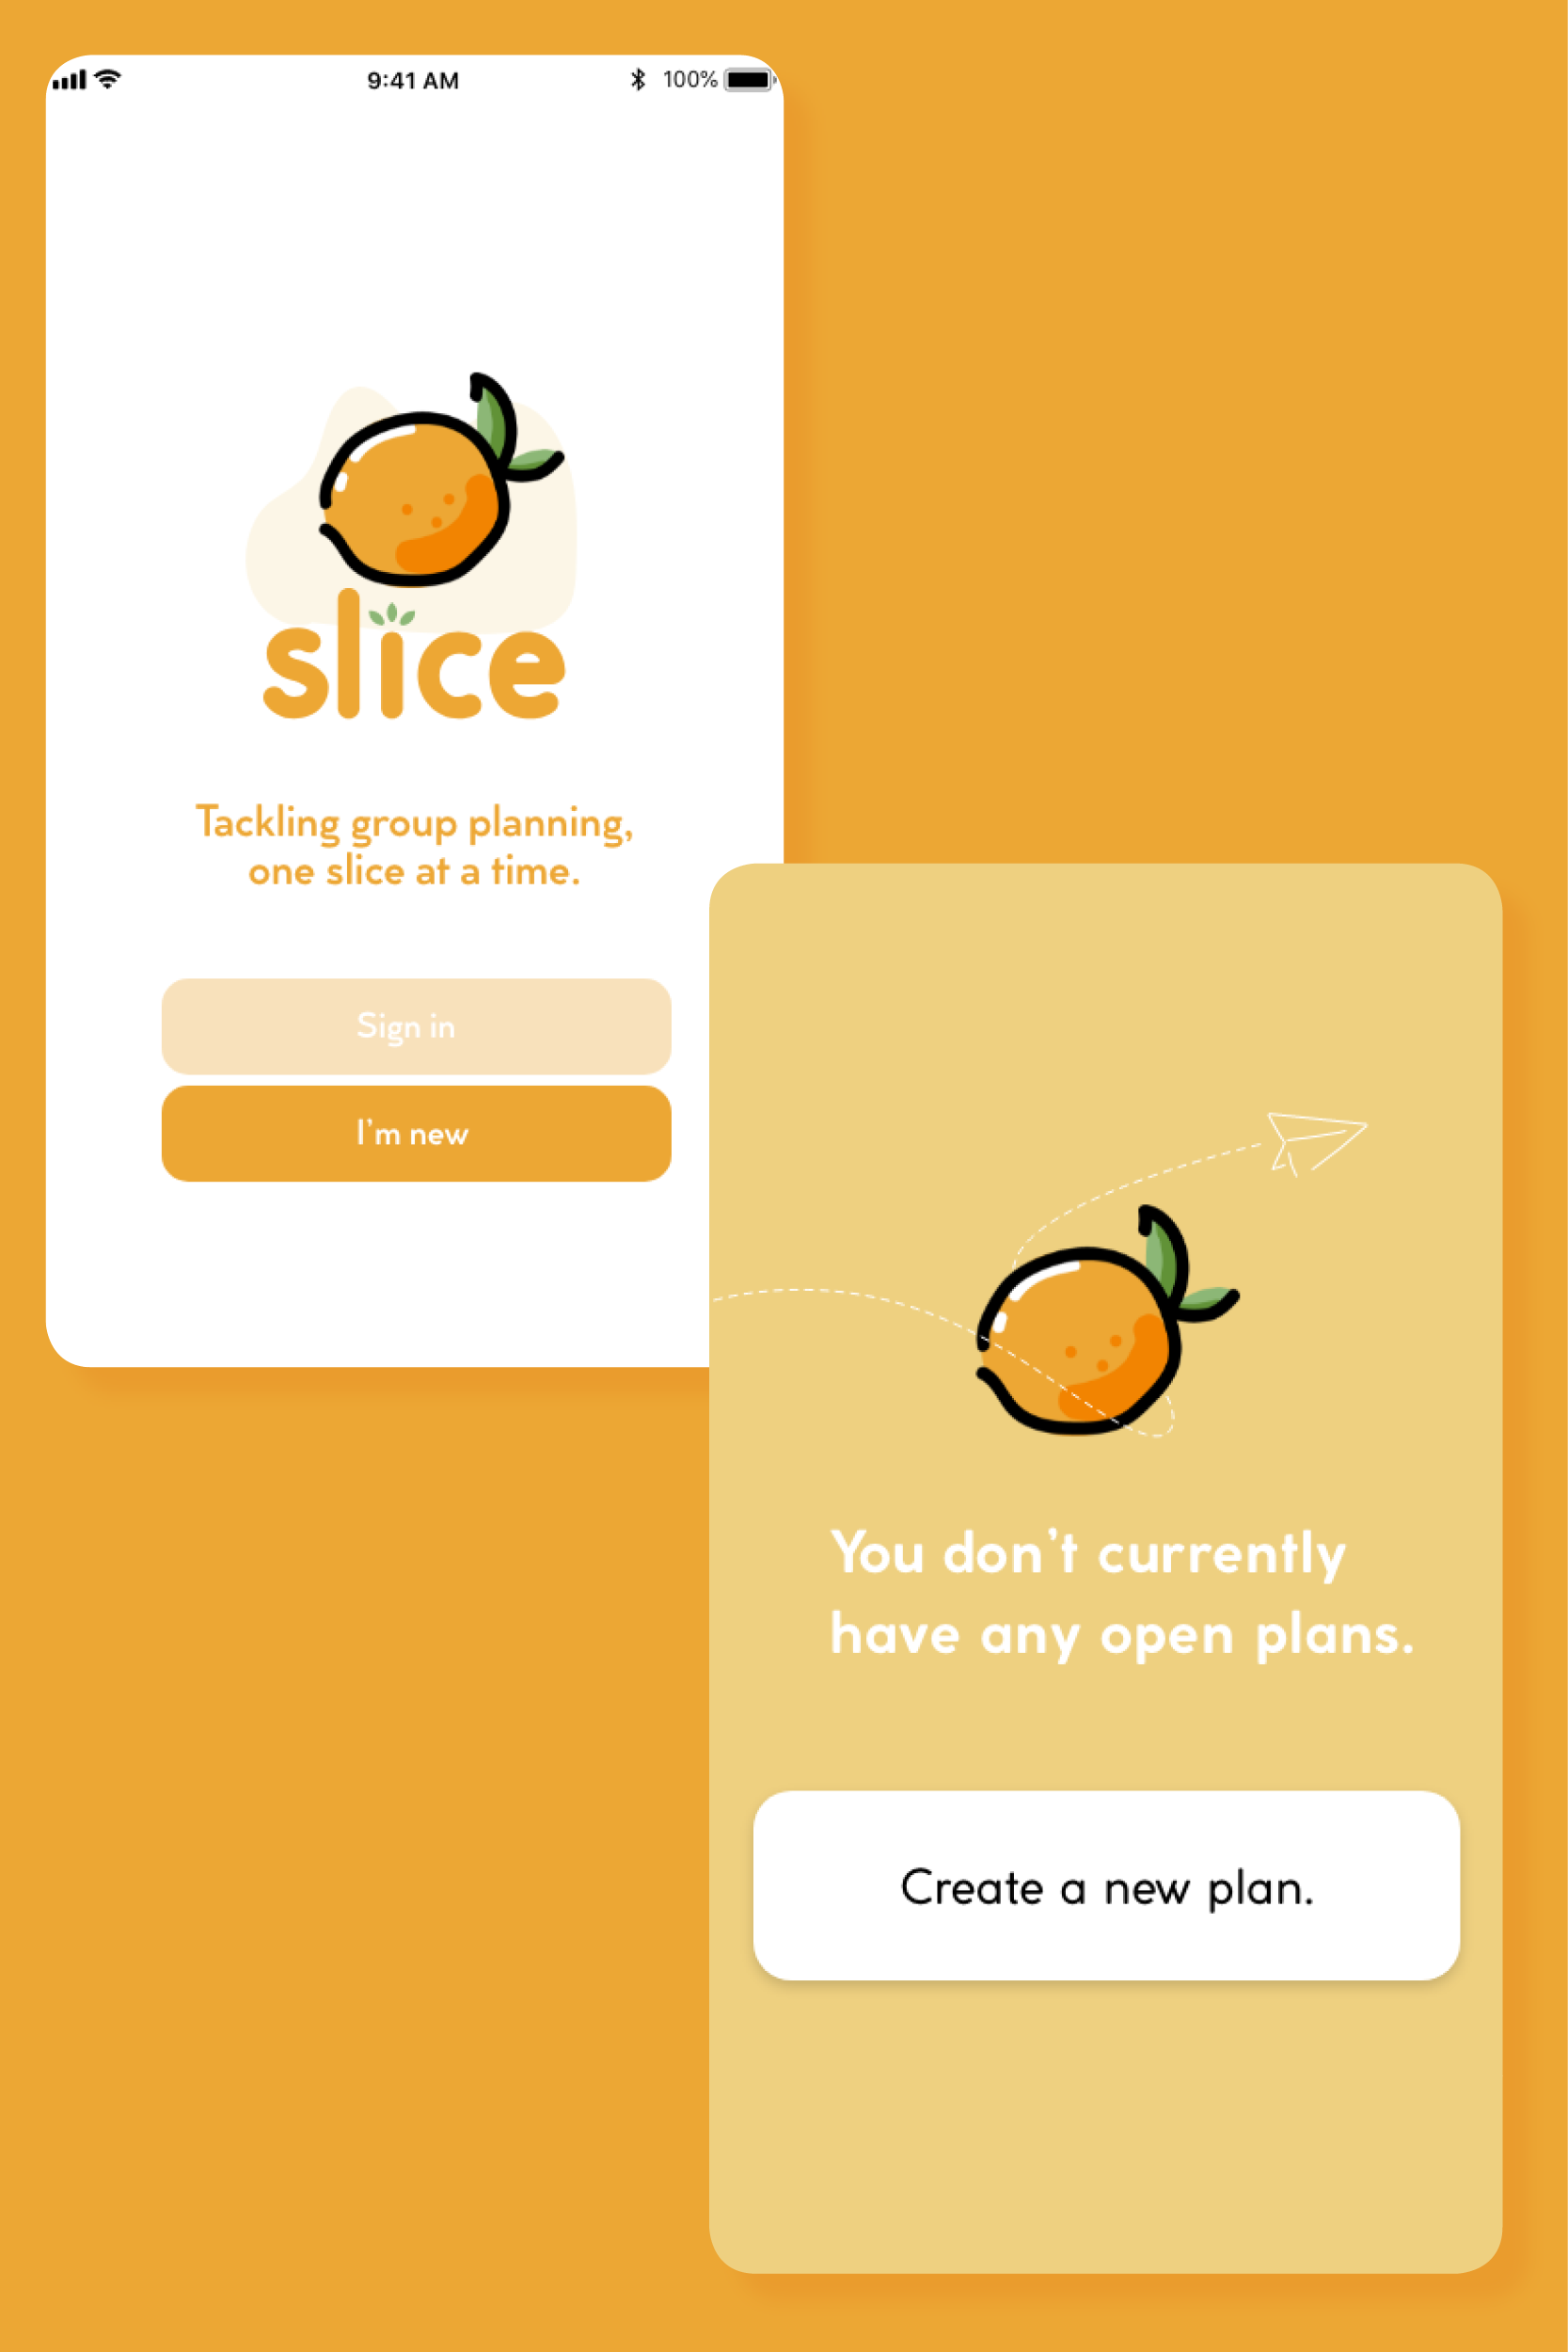 9:41 AM
100%
slice
Tackling group planning,
one slice at a time.
Sign in
I'm new
You don't currently
have any open plans.
Create a new plan.